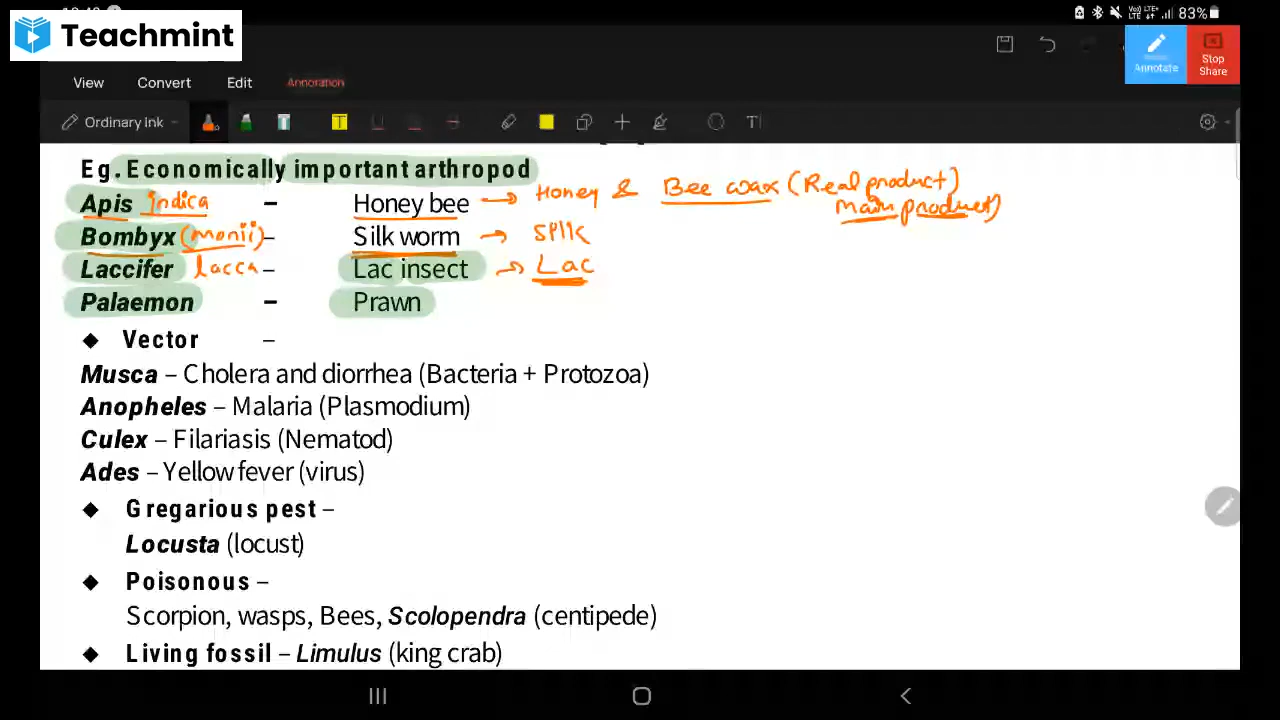 Teachmint
83%
Annotate
Stop Share
View Convert Edit Annotation
Ordinary ink
Eg. Economically important arthropod
Apis indica - Honey bee → Honey & Bee wax (Real product)
main product)
Bombyx (morii) - Silk worm → Silk
Laccifer lacca - Lac insect → Lac
Palaemon - Prawn
◆ Vector –
Musca – Cholera and diorrhea (Bacteria + Protozoa)
Anopheles – Malaria (Plasmodium)
Culex – Filariasis (Nematod)
Ades – Yellow fever (virus)
◆ Gregarious pest –
Locusta (locust)
◆ Poisonous –
Scorpion, wasps, Bees, Scolopendra (centipede)
◆ Living fossil – Limulus (king crab)